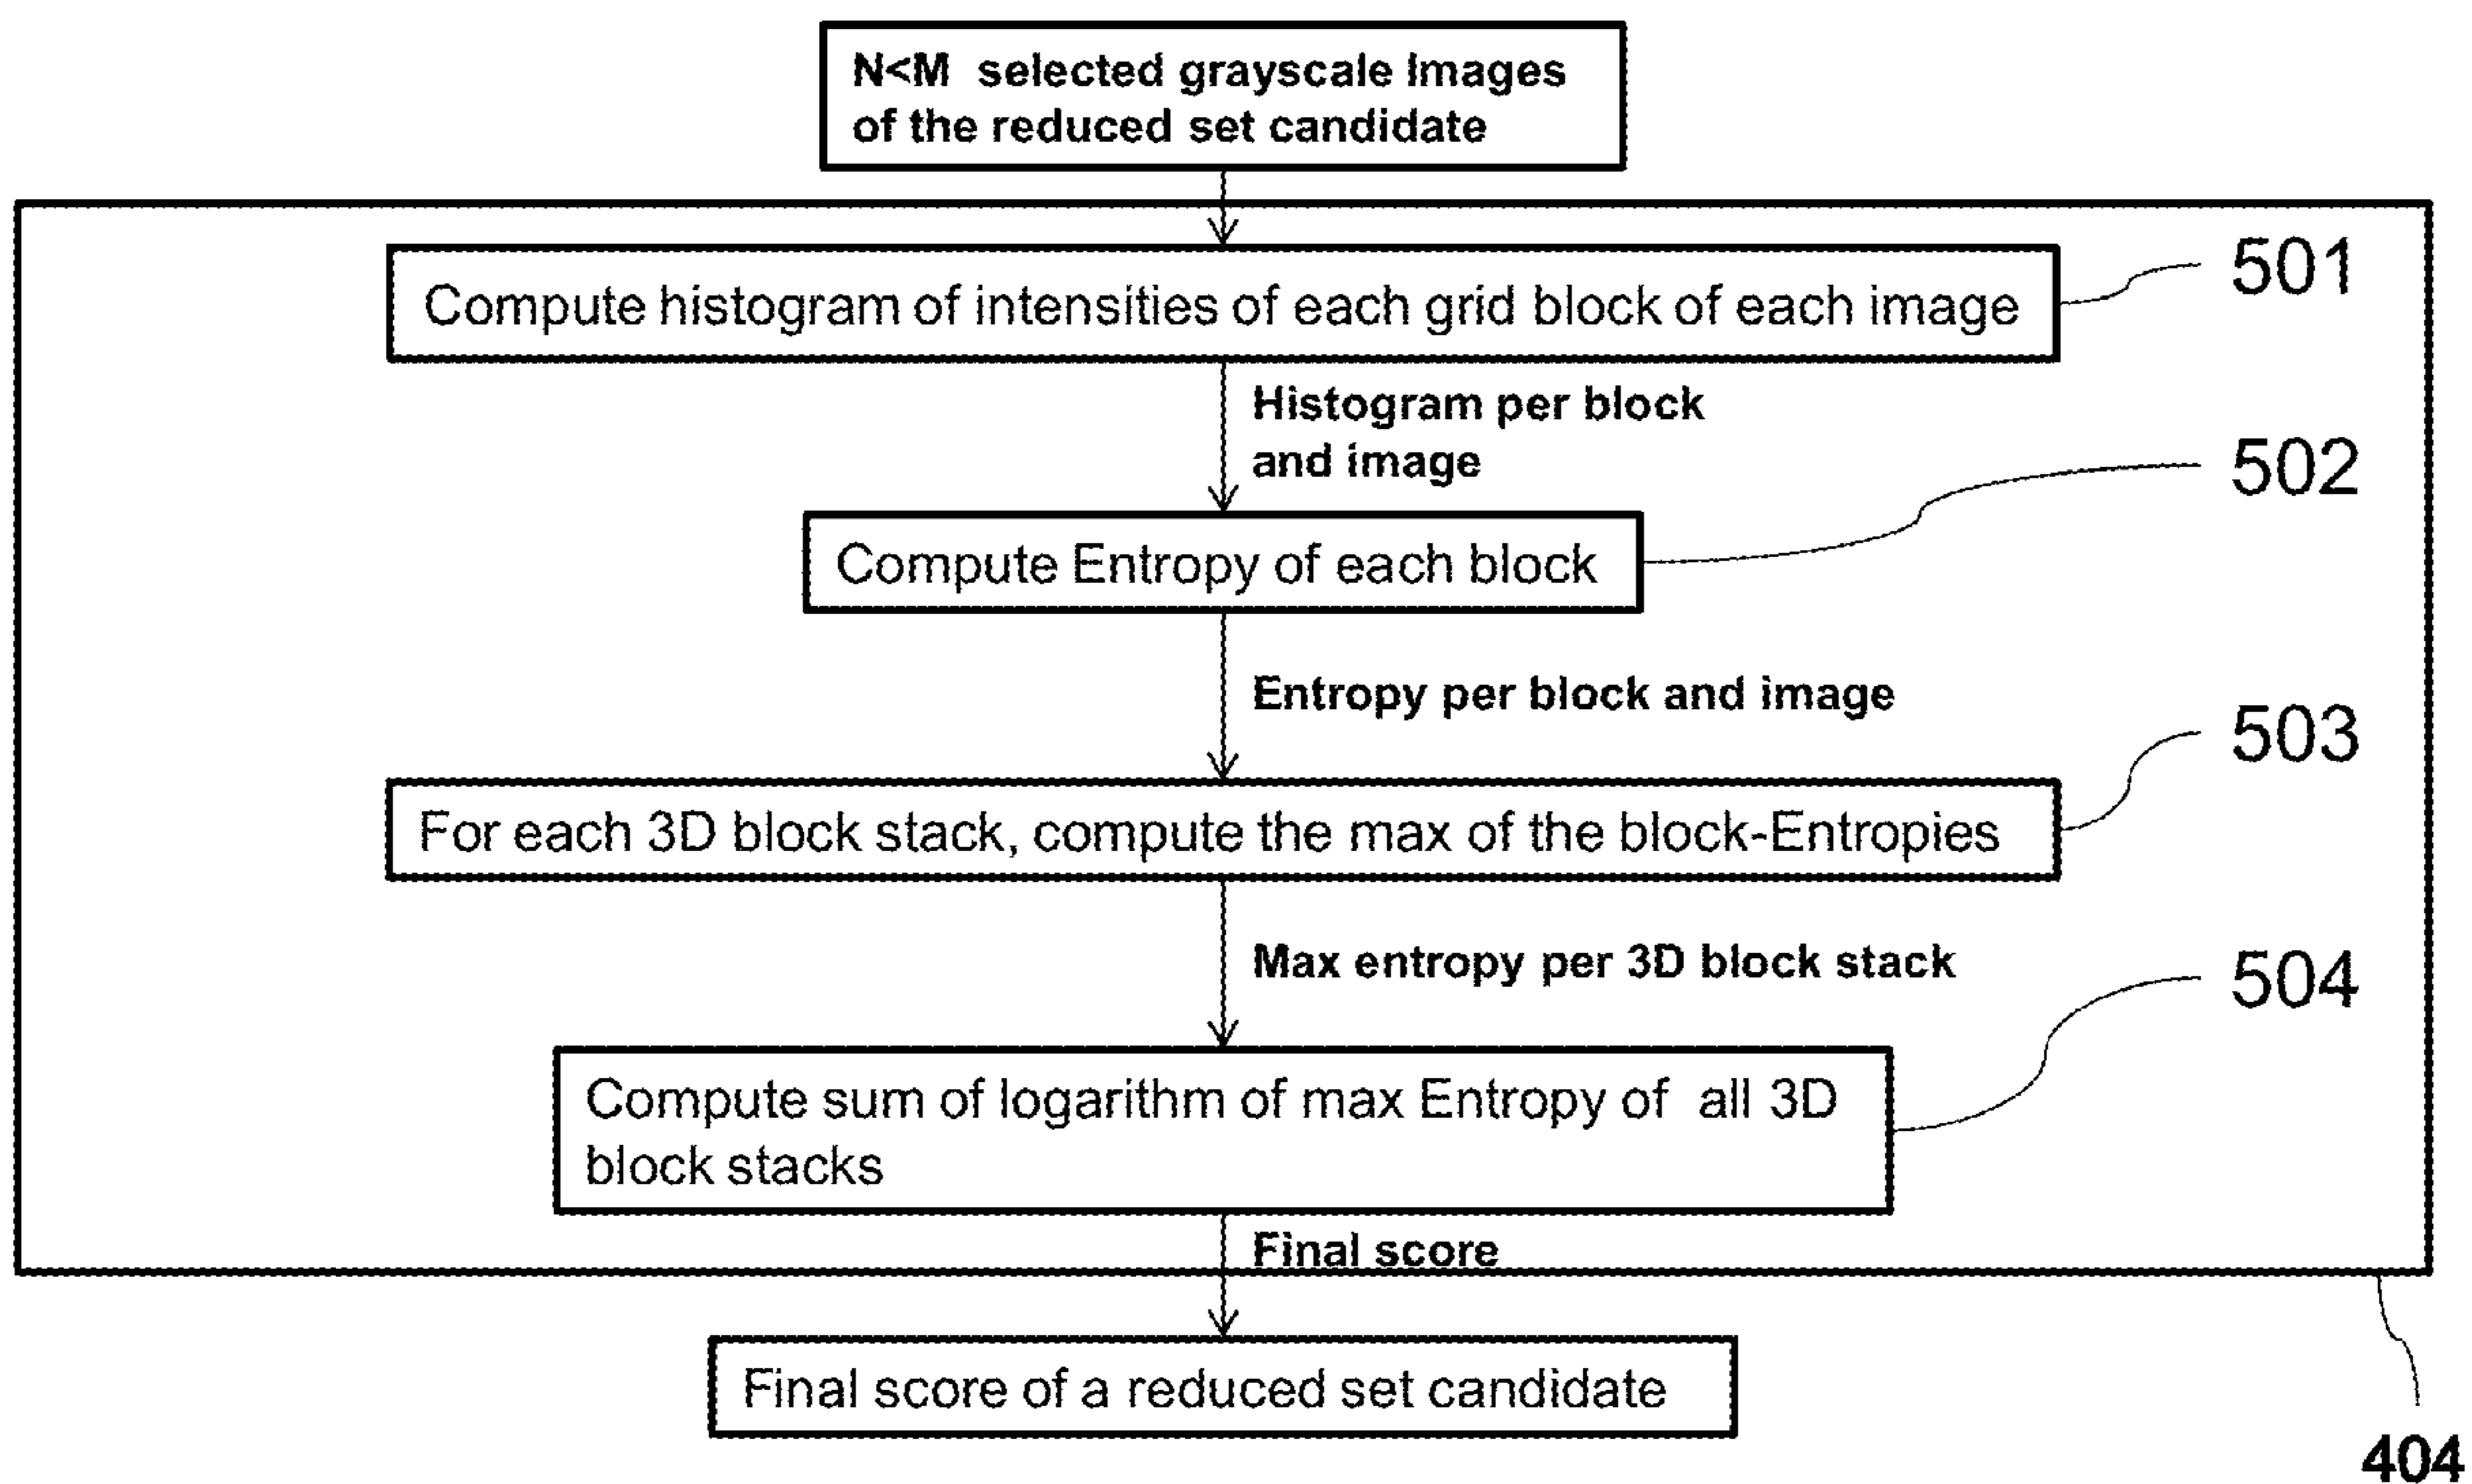 N<M selected grayscale Images
of the reduced set candidate
501
Compute histogram of intensities of each grid block of each image
Histogram per block
and image
502
Compute Entropy of each block
Entropy per block and image
503
For each 3D block stack, compute the max of the block-Entropies
Max entropy per 3D block stack
504
Compute sum of logarithm of max Entropy of all 3D
block stacks
Final score
Final score of a reduced set candidate
404